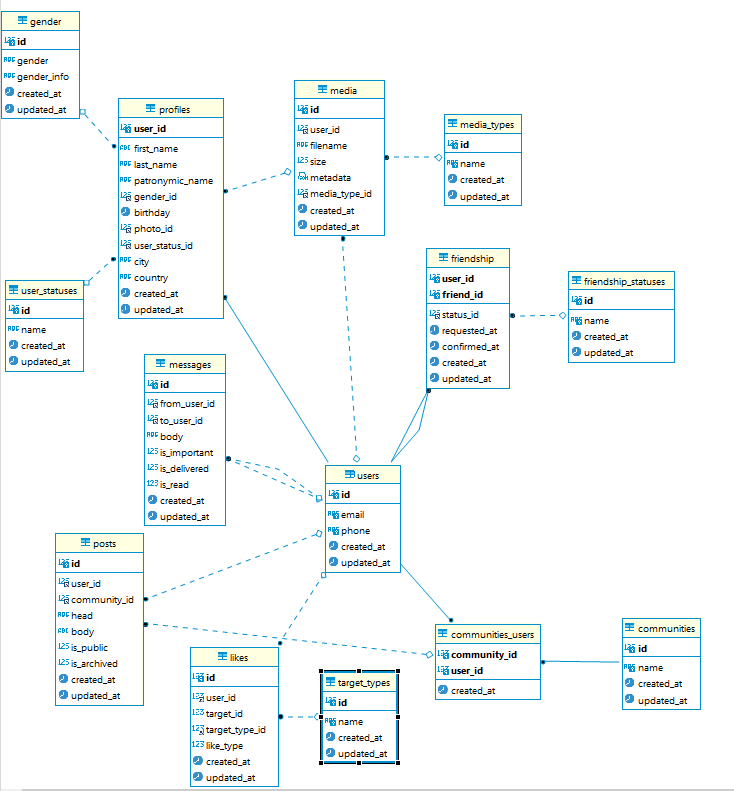 gender
id
gender
gender_info
created_at
updated_at
profiles
user_id
first_name
last_name
patronymic_name
gender_id
birthday
photo_id
user_status_id
city
country
created_at
updated_at
media
id
user_id
filename
size
metadata
media_type_id
created_at
updated_at
media_types
id
name
created_at
updated_at
friendship
user_id
friend_id
status_id
requested_at
confirmed_at
created_at
updated_at
friendship_statuses
id
name
created_at
updated_at
user_statuses
id
name
created_at
updated_at
messages
id
from_user_id
to_user_id
body
is_important
is_delivered
is_read
created_at
updated_at
users
id
email
phone
created_at
updated_at
posts
id
user_id
community_id
head
body
is_public
is_archived
created_at
updated_at
likes
id
user_id
target_id
target_type_id
like_type
created_at
updated_at
target_types
id
name
created_at
updated_at
communities_users
community_id
user_id
created_at
communities
id
name
created_at
updated_at